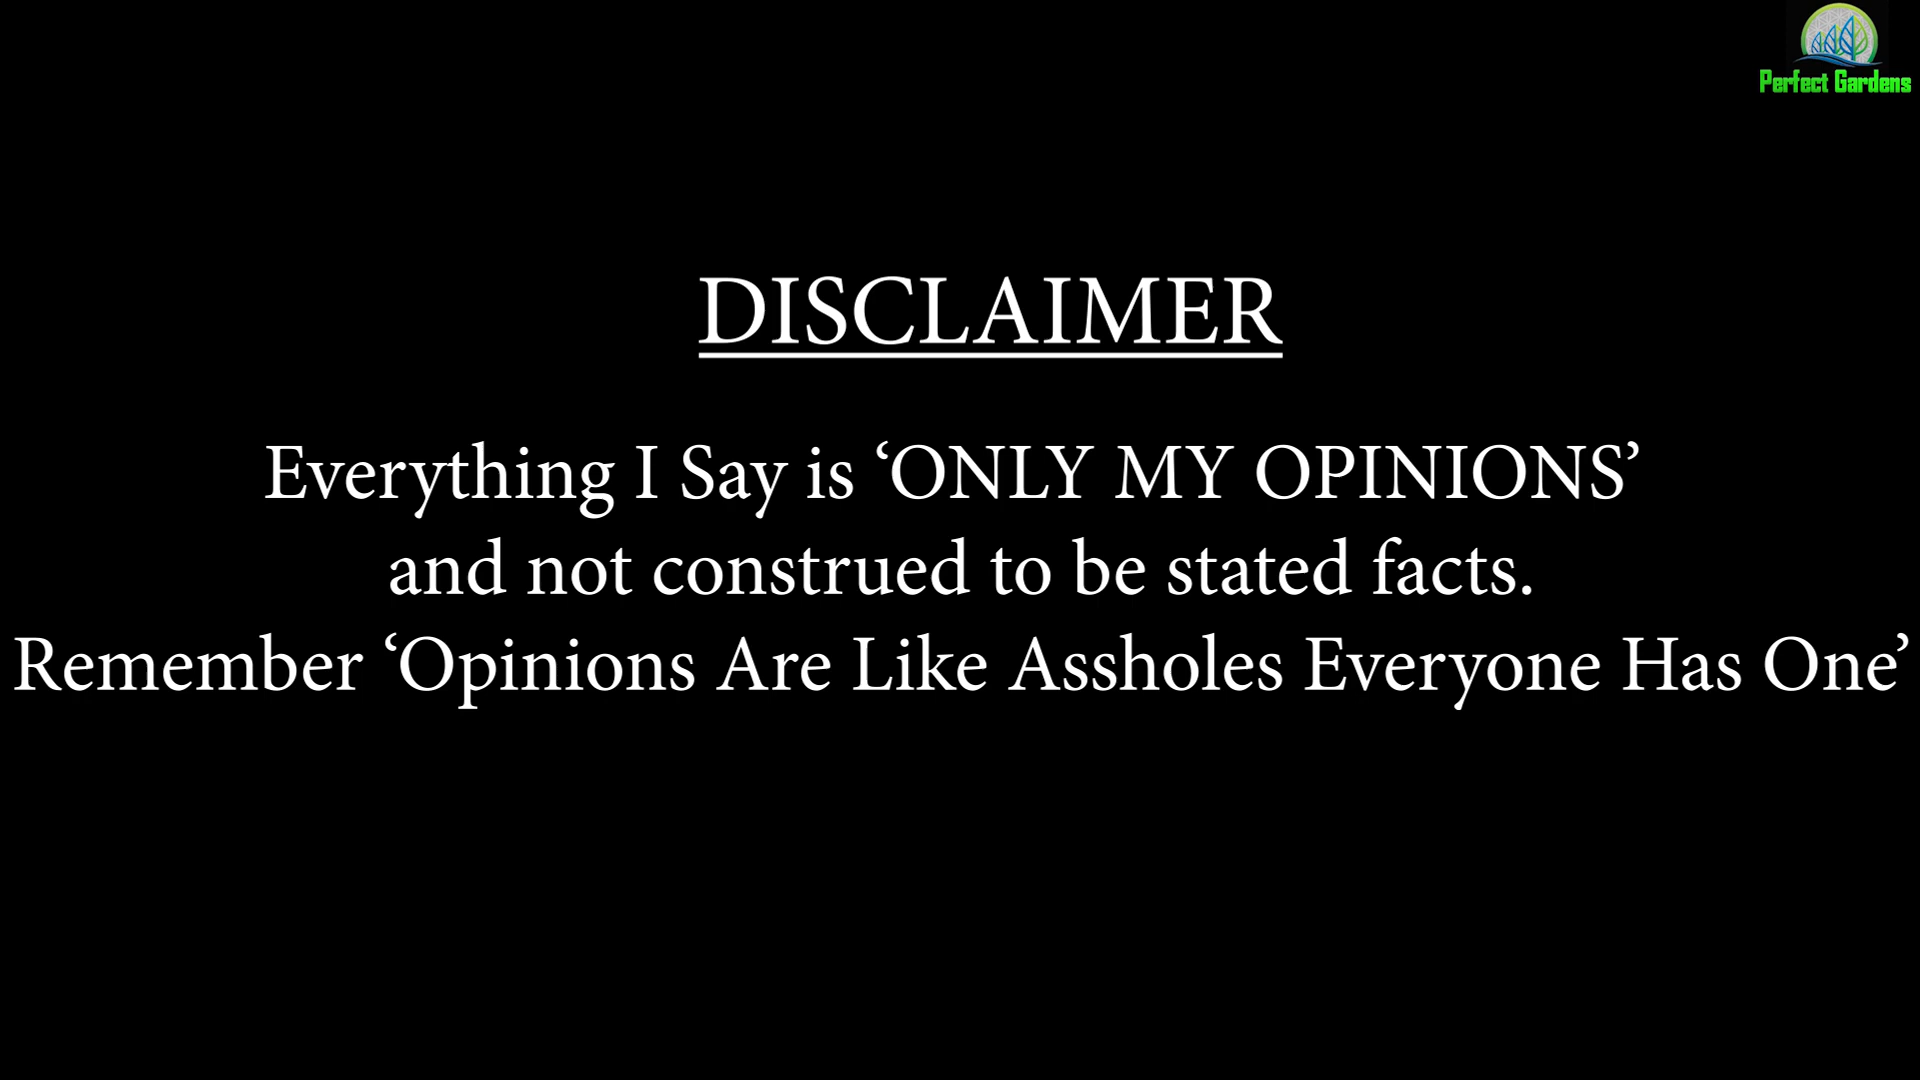 Perfect Gardens
DISCLAIMER
Everything I Say is ‘ONLY MY OPINIONS’
and not construed to be stated facts.
Remember ‘Opinions Are Like Assholes Everyone Has One’